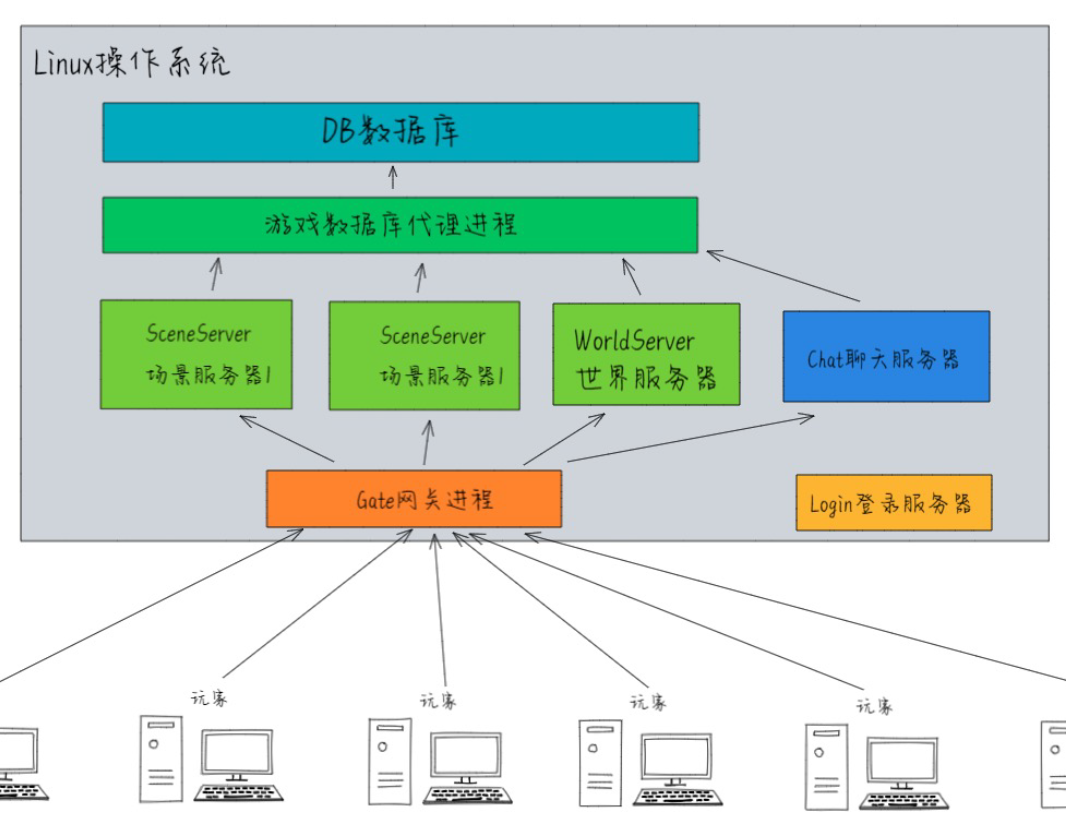 Linux操作系统
DB数据库
游戏数据库代理进程
SceneServer
场景服务器1
SceneServer
场景服务器1
WorldServer
世界服务器
Chat聊天服务器
Gate网关进程
Login登录服务器
玩家
玩家
玩家
玩家